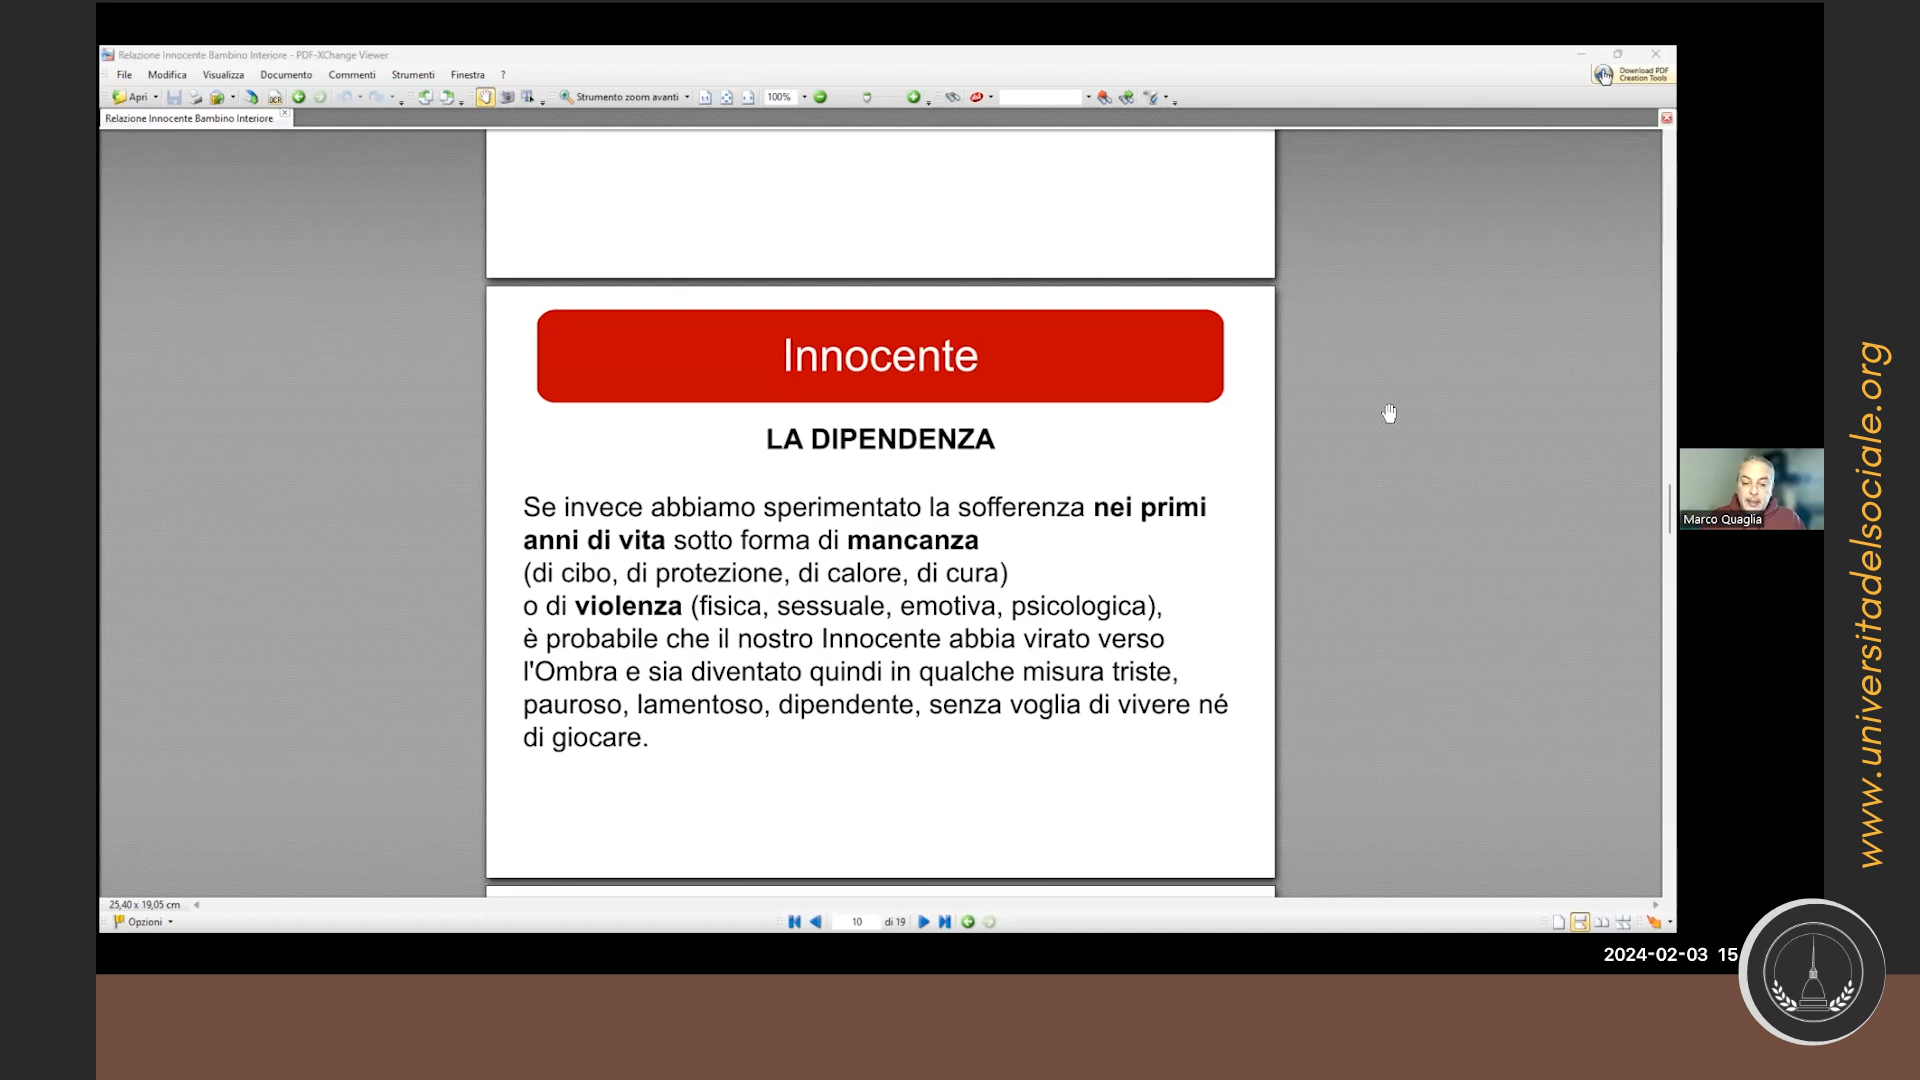 Relazione Innocente Bambino Interiore - PDF-XChange Viewer
File Modifica Visualizza Documento Commenti Strumenti Finestra ?
Download PDF
Creation Tools
Apri OCR Strumento zoom avanti 100%
Relazione Innocente Bambino Interiore
Innocente
LA DIPENDENZA
Se invece abbiamo sperimentato la sofferenza nei primi
anni di vita sotto forma di mancanza
(di cibo, di protezione, di calore, di cura)
o di violenza (fisica, sessuale, emotiva, psicologica),
è probabile che il nostro Innocente abbia virato verso
l'Ombra e sia diventato quindi in qualche misura triste,
pauroso, lamentoso, dipendente, senza voglia di vivere né
di giocare.
Marco Quaglia
www.universitadelsociale.org
25,40 x 19,05 cm
Opzioni
10 di 19
2024-02-03 15